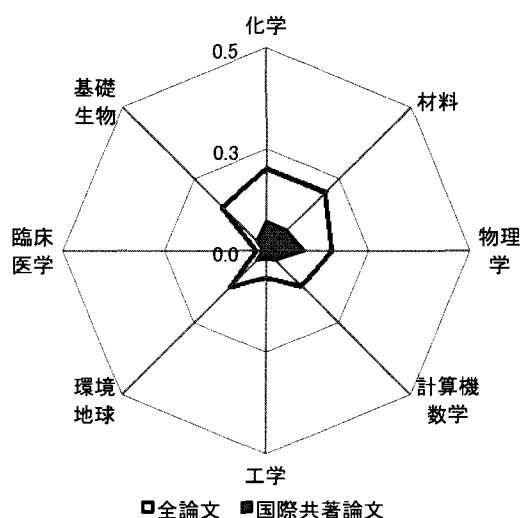 化学
0.5
基礎
生物
材料
0.3
臨床
医学
0.0
物理
学
環境
地球
計算機
数学
工学
全論文 国際共著論文